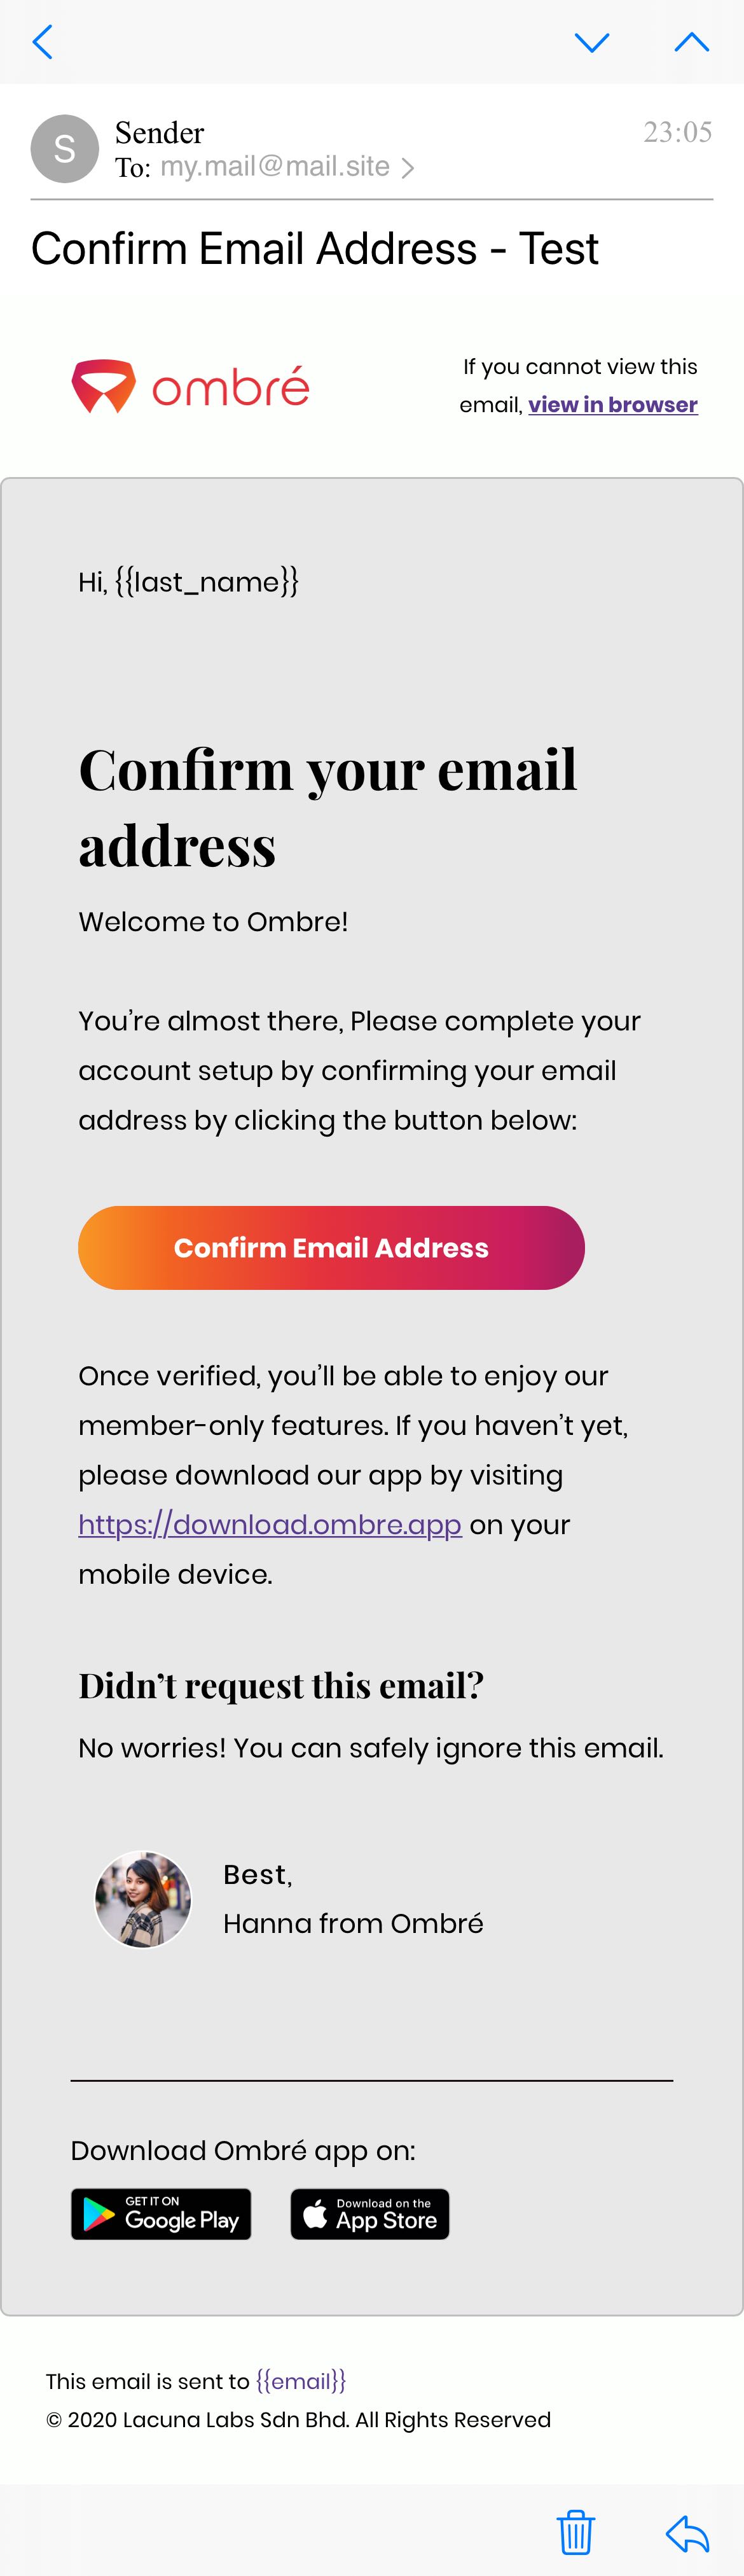 S
Sender
23:05
To: my.mail@mail.site
Confirm Email Address - Test
ombré
If you cannot view this
email, view in browser
Hi, {{last_name}}
Confirm your email
address
Welcome to Ombre!
You're almost there, Please complete your
account setup by confirming your email
address by clicking the button below:
Confirm Email Address
Once verified, you'll be able to enjoy our
member-only features. If you haven't yet,
please download our app by visiting
https://download.ombre.app on your
mobile device.
Didn't request this email?
No worries! You can safely ignore this email.
Best,
Hanna from Ombré
Download Ombré app on:
GET IT ON
Google Play
Download on the
App Store
This email is sent to {{email}}
© 2020 Lacuna Labs Sdn Bhd. All Rights Reserved